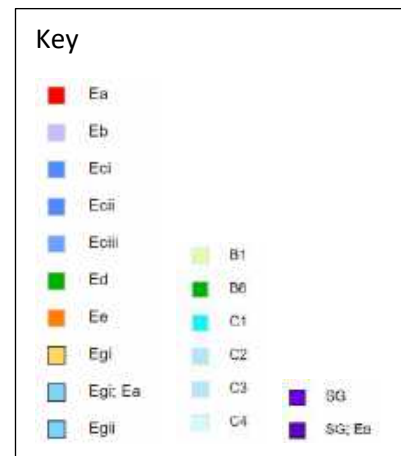 Key
Ea
Eb
Eci
Ecii
Eciii
Ed
Ee
Egi
Egi; Ea
Egii
B1
B8
C1
C2
C3
C4
SG
SG; Ea